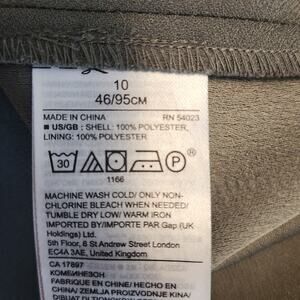 10
46/95CM
MADE IN CHINA RN 54023
■ US/GB : SHELL: 100% POLYESTER,
LINING: 100% POLYESTER.
30 P
1166
MACHINE WASH COLD/ ONLY NON-
CHLORINE BLEACH WHEN NEEDED/
TUMBLE DRY LOW/ WARM IRON
IMPORTED BY/IMPORTE PAR Gap (UK
Holdings) Ltd.
5th Floor, 6 St Andrew Street London
EC4A 3AE, United Kingdom
CA 17897
КОМБИНЕЗОН
FABRIQUE EN CHINE/ HECHO EN
CHINA/ ZEMLJA PROIZVODNJE KINA/